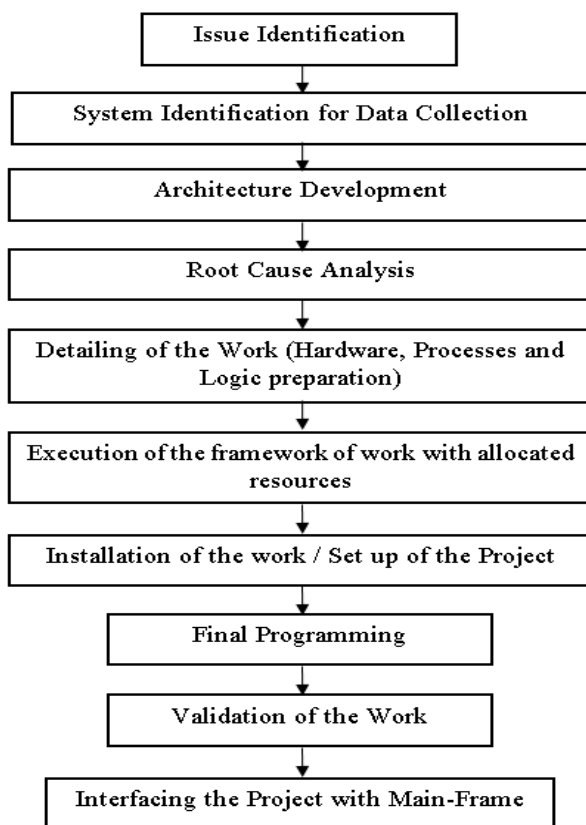 Issue Identification
System Identification for Data Collection
Architecture Development
Root Cause Analysis
Detailing of the Work (Hardware, Processes and
Logic preparation)
Execution of the framework of work with allocated
resources
Installation of the work / Set up of the Project
Final Programming
Validation of the Work
Interfacing the Project with Main-Frame